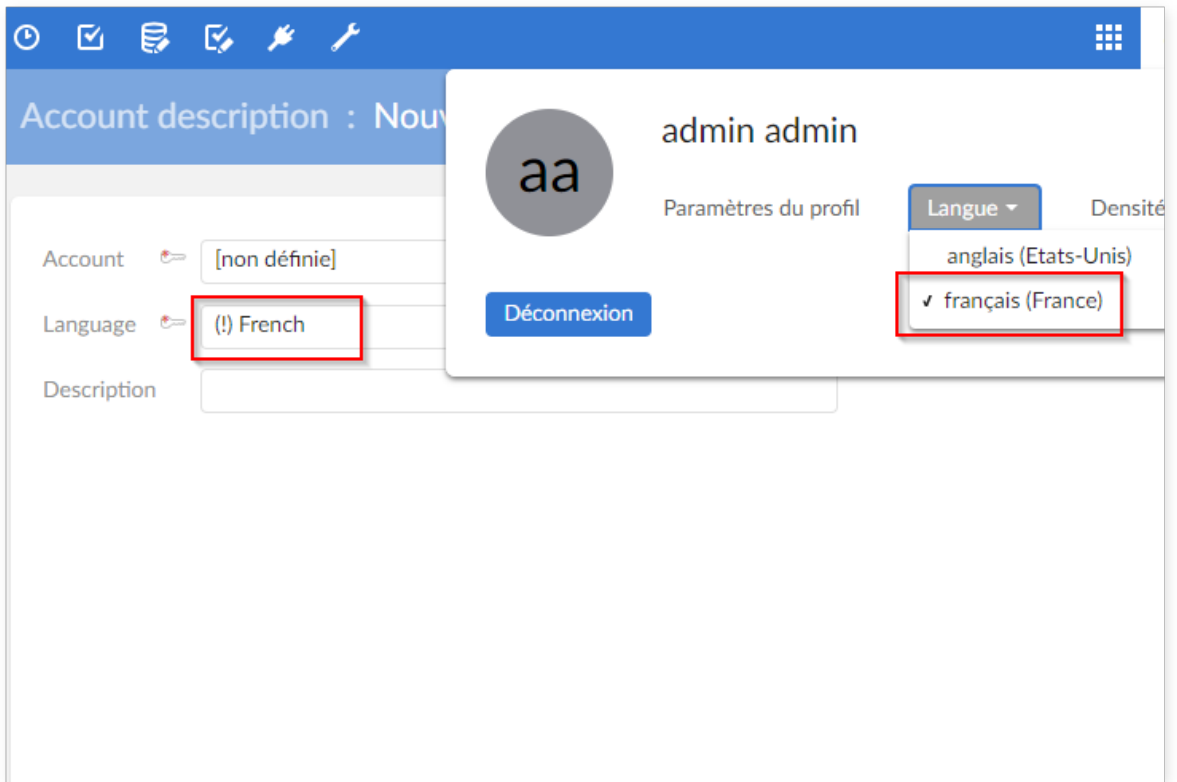 Account description : Nouv
admin admin
aa
Paramètres du profil
Langue
Densité
anglais (Etats-Unis)
✓ français (France)
Déconnexion
Account
[non définie]
Language
(!) French
Description